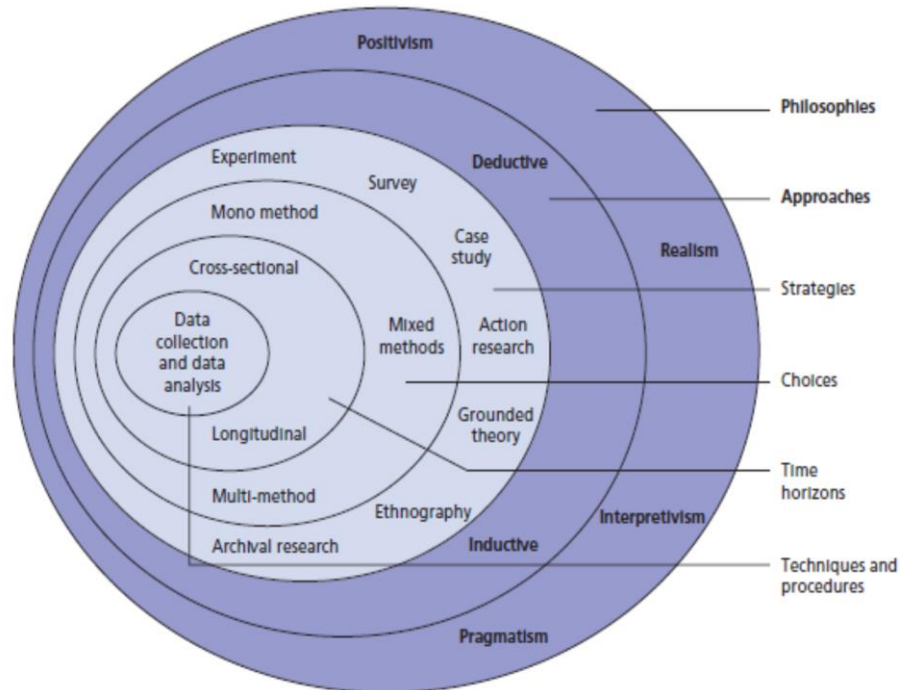 Positivism
Philosophies
Experiment
Deductive
Survey
Approaches
Mono method
Case
study
Realism
Cross-sectional
Strategies
Data
collection
and data
analysis
Mixed
methods
Action
research
Choices
Grounded
theory
Longitudinal
Time
horizons
Multi-method
Ethnography
Interpretivism
Archival research
Inductive
Techniques and
procedures
Pragmatism